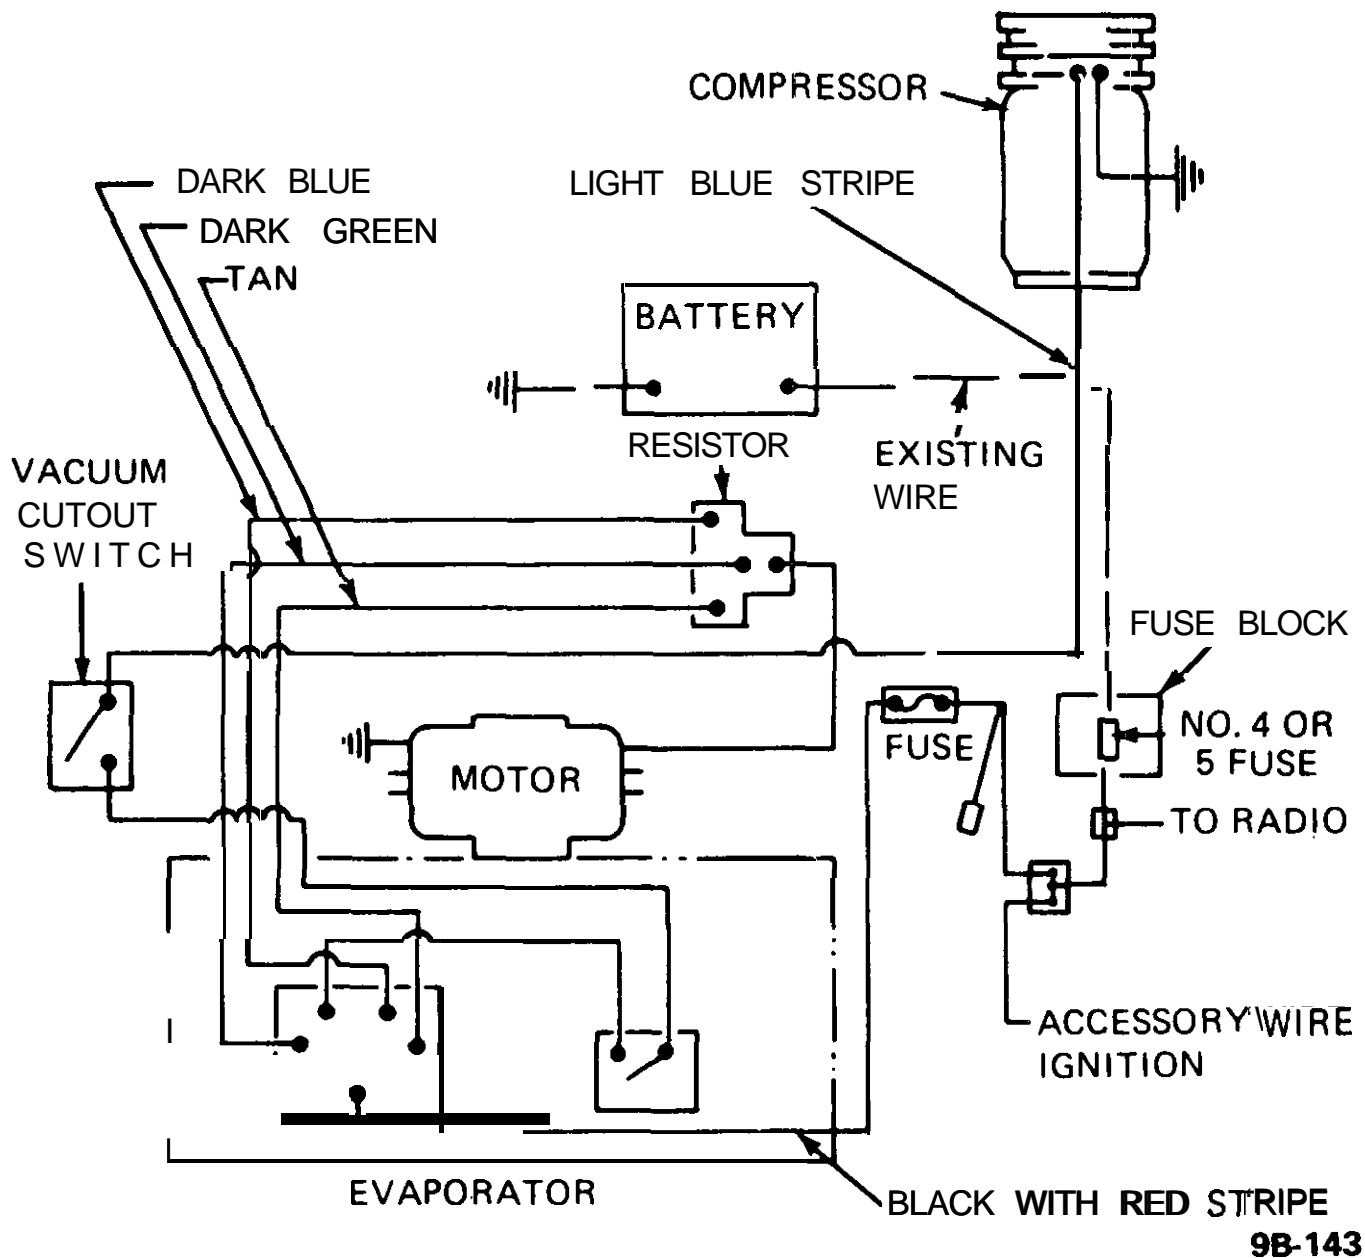 COMPRESSOR
DARK BLUE
LIGHT BLUE STRIPE
DARK GREEN
TAN
BATTERY
RESISTOR
EXISTING
WIRE
VACUUM
CUTOUT
SWITCH
FUSE BLOCK
NO. 4 OR
5 FUSE
FUSE
MOTOR
TO RADIO
ACCESSORY WIRE
IGNITION
EVAPORATOR
BLACK WITH RED STRIPE
9B-143